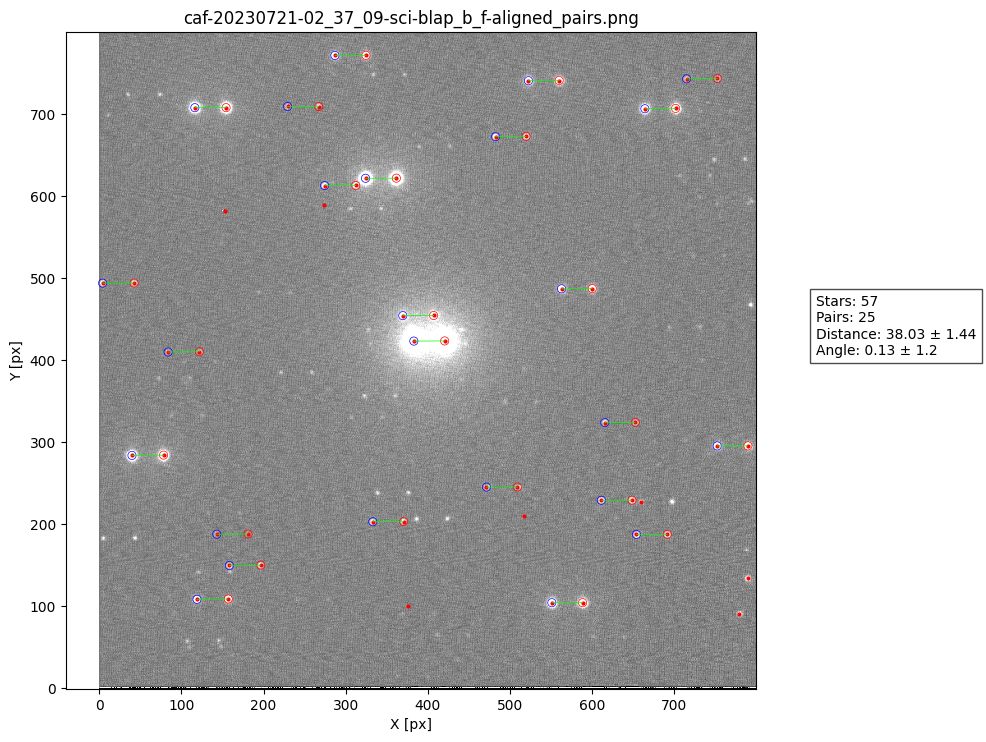 caf-20230721-02_37_09-sci-blap_b_f-aligned_pairs.png
700
600
500
400
300
200
100
0
Y [px]
Stars: 57
Pairs: 25
Distance: 38.03 ± 1.44
Angle: 0.13 ± 1.2
0 100 200 300 400 500 600 700
X [px]